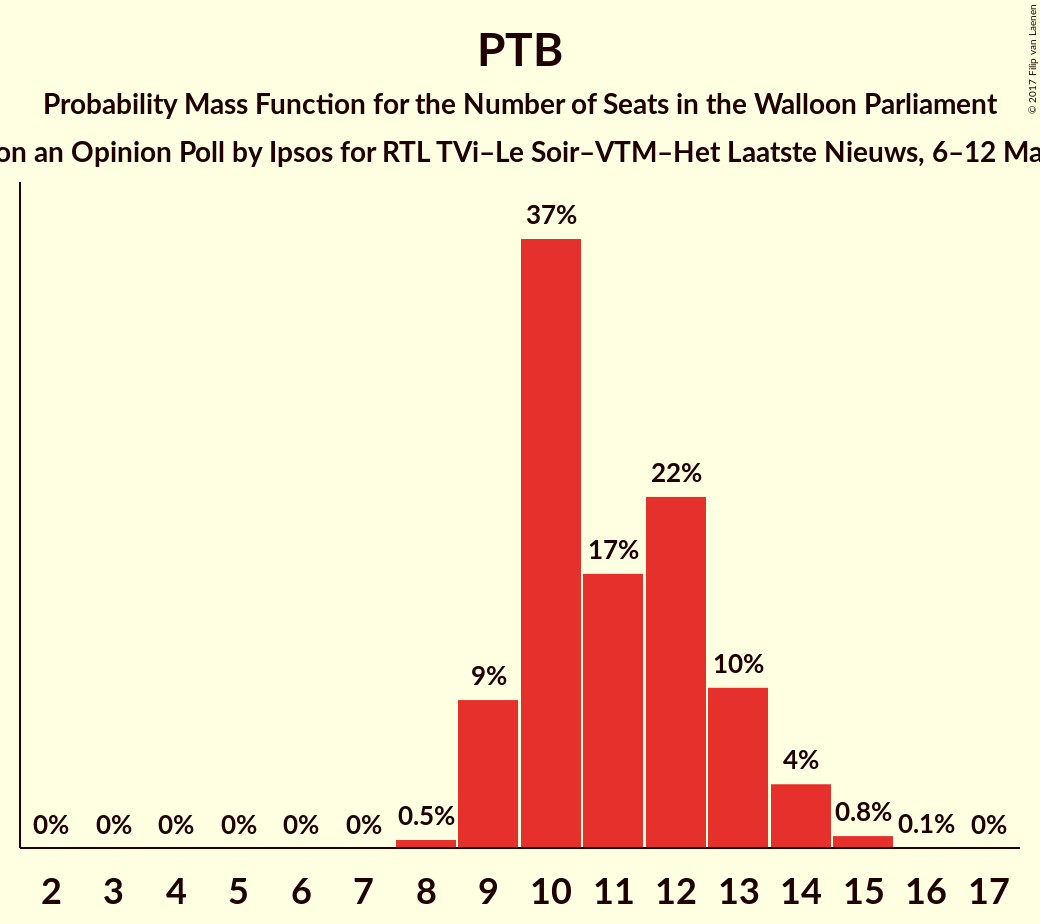 PTB
Probability Mass Function for the Number of Seats in the Walloon Parliament
on an Opinion Poll by Ipsos for RTL TVi–Le Soir–VTM–Het Laatste Nieuws, 6–12 Ma
© 2017 Filip van Laenen
37%
22%
17%
10%
9%
4%
0% 0% 0% 0% 0% 0% 0.5% 0.8% 0.1% 0%
2 3 4 5 6 7 8 9 10 11 12 13 14 15 16 17